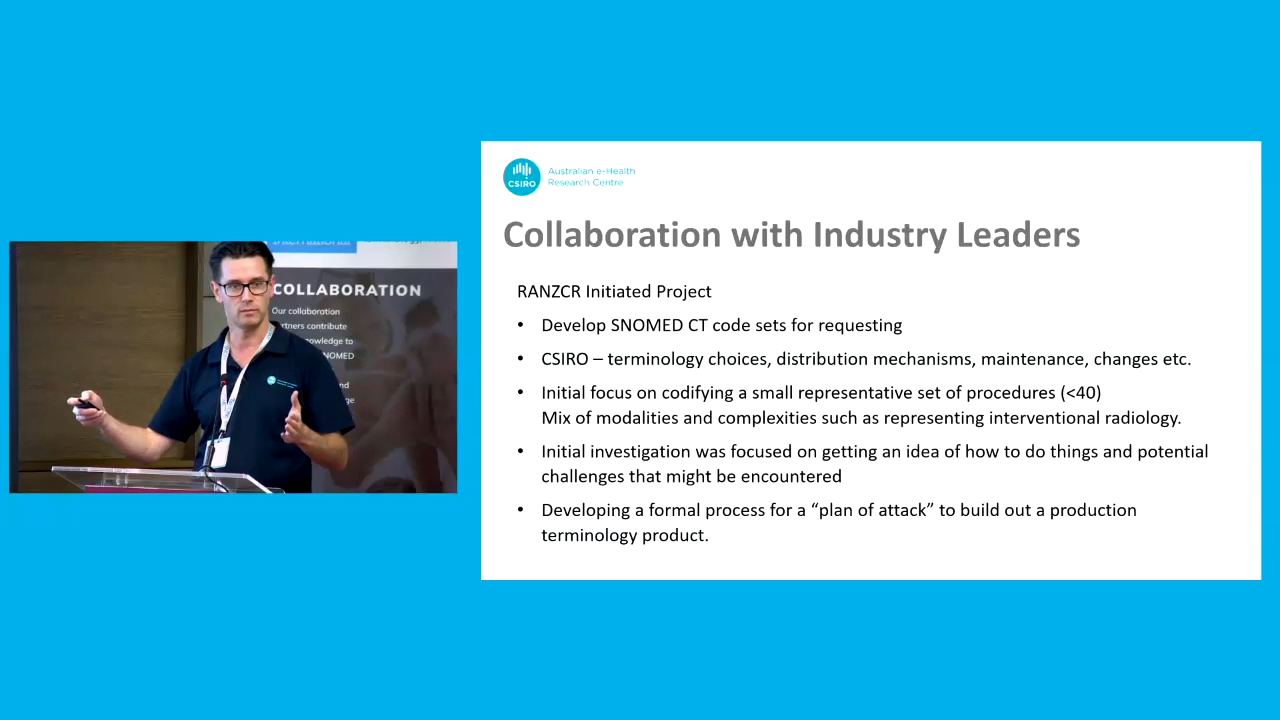 COLLABORATION
Our collaboration
contribute
to
CSIRO
Australian e-Health
Research Centre
Collaboration with Industry Leaders
RANZCR Initiated Project
• Develop SNOMED CT code sets for requesting
• CSIRO – terminology choices, distribution mechanisms, maintenance, changes etc.
• Initial focus on codifying a small representative set of procedures (<40)
Mix of modalities and complexities such as representing interventional radiology.
• Initial investigation was focused on getting an idea of how to do things and potential
challenges that might be encountered
• Developing a formal process for a “plan of attack” to build out a production
terminology product.